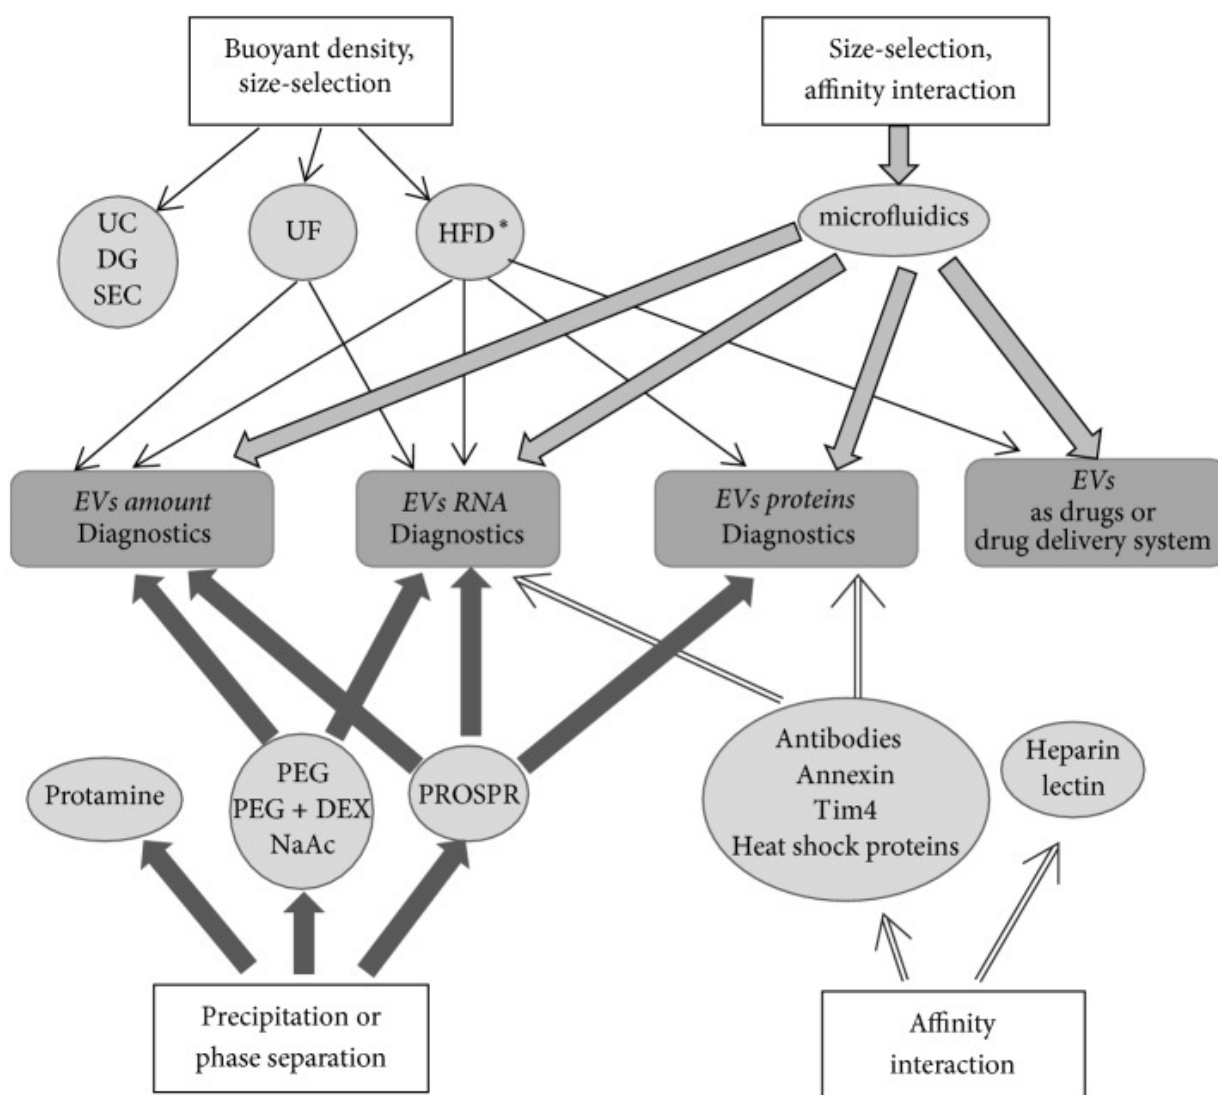 Buoyant density,
size-selection
Size-selection,
affinity interaction
UC
DG
SEC
UF
HFD*
microfluidics
EVs amount
Diagnostics
EVs RNA
Diagnostics
EVs proteins
Diagnostics
EVs
as drugs or
drug delivery system
Protamine
PEG
PEG + DEX
NaAc
PROSPR
Antibodies
Annexin
Tim4
Heat shock proteins
Heparin
lectin
Precipitation or
phase separation
Affinity
interaction